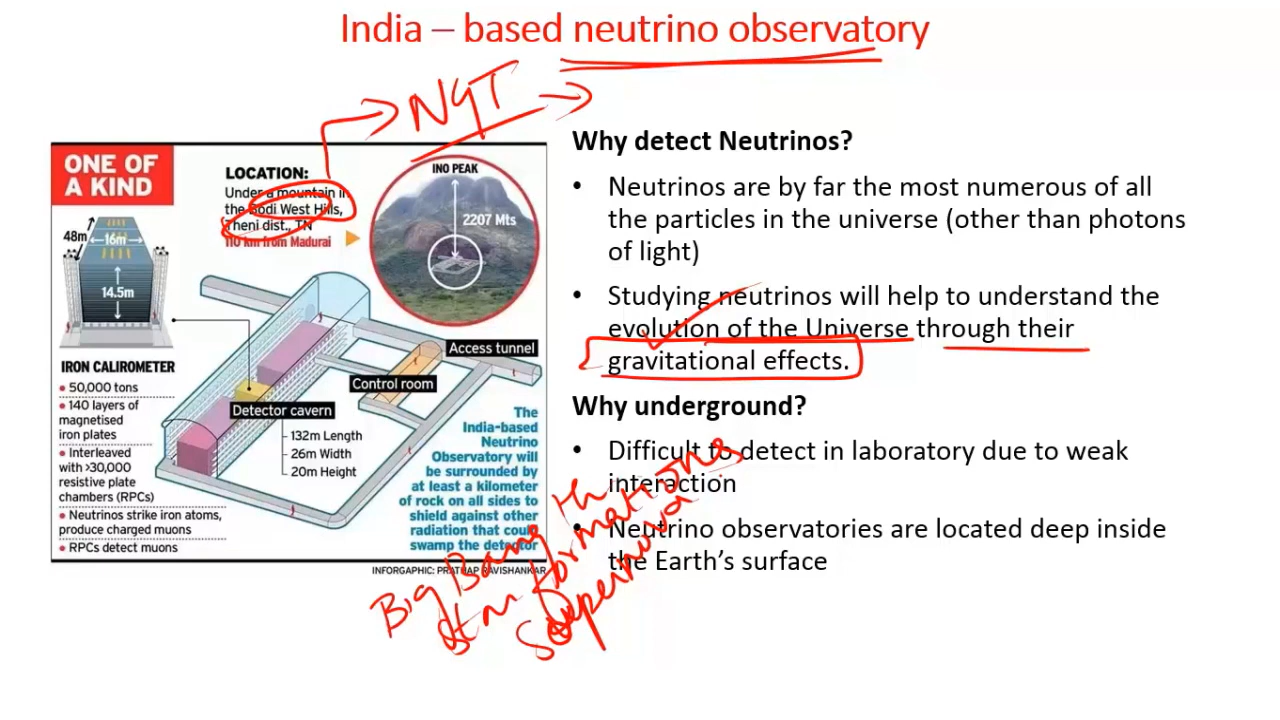 India – based neutrino observatory
NGT
ONE OF
A KIND
LOCATION:
Under a mountain in
the Bodi West Hills,
Theni dist., TN
110 km from Madurai
INO PEAK
2207 Mts
48m
16m
14.5m
IRON CALIROMETER
• 50,000 tons
• 140 layers of
magnetised
iron plates
• Interleaved
with >30,000
resistive plate
chambers (RPCs)
• Neutrinos strike iron atoms,
produce charged muons
• RPCs detect muons
Access tunnel
Control room
Detector cavern
132m Length
26m Width
20m Height
The
India-based
Neutrino
Observatory will
be surrounded by
at least a kilometer
of rock on all sides to
shield against other
radiation that could
swamp the detector
INFORGAPHIC: PRATHAP RAVISHANKAR
Why detect Neutrinos?
• Neutrinos are by far the most numerous of all
the particles in the universe (other than photons
of light)
• Studying neutrinos will help to understand the
evolution of the Universe through their
gravitational effects.
Why underground?
• Difficult to detect in laboratory due to weak
interaction
• Neutrino observatories are located deep inside
the Earth's surface
Big Bang th
formations
Supernova